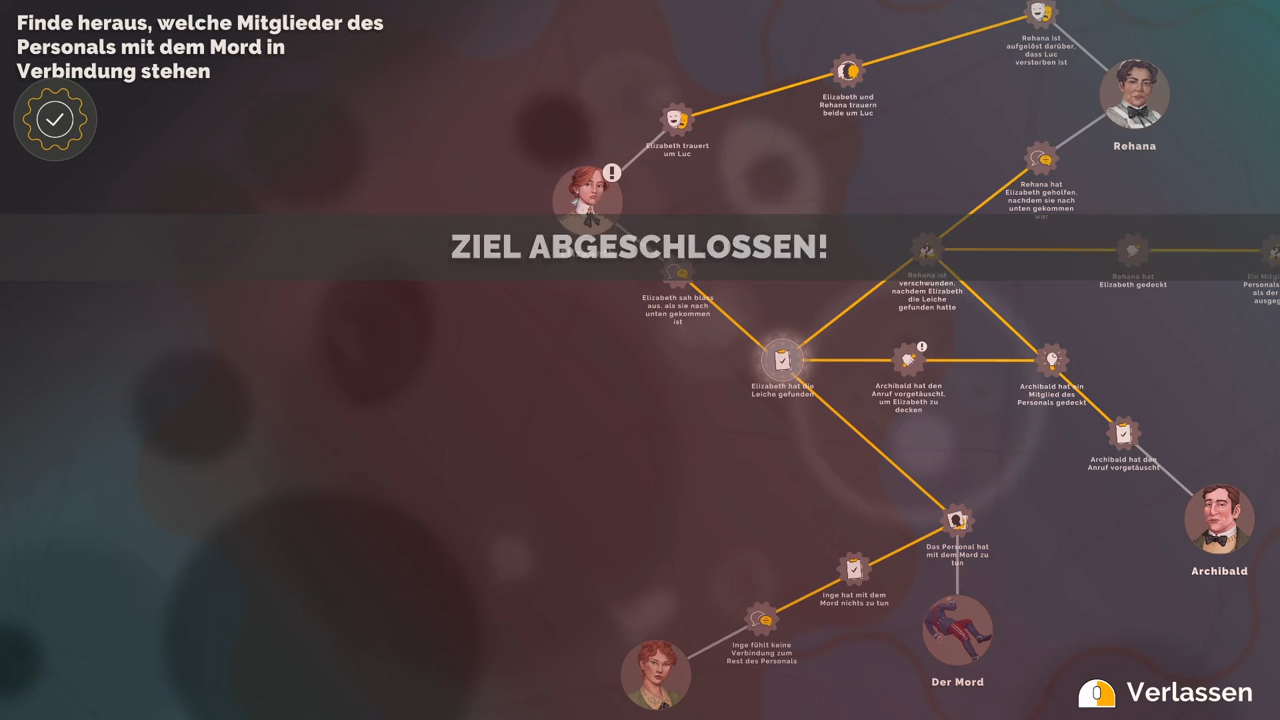 Finde heraus, welche Mitglieder des
Personals mit dem Mord in
Verbindung stehen
Rehana ist
aufgelöst darüber,
dass Luc
verstorben ist
Elizabeth und
Rehana trauern
beide um Luc
Elizabeth trauert
um Luc
Rehana
Rehana hat
Elizabeth geholfen,
nachdem sie nach
unten gekommen
war
ZIEL ABGESCHLOSSEN!
Rehana ist
verschwunden,
nachdem Elizabeth
die Leiche
gefunden hatte
Rehana hat
Elizabeth gedeckt
Ein
Personals
als der
Elizabeth sah blass
aus, als sie nach
unten gekommen
ist
Elizabeth hat die
Leiche gefunden
Archibald hat den
Anruf vorgetäuscht,
um Elizabeth zu
decken
Archibald hat ein
Mitglied des
Personals gedeckt
Archibald hat den
Anruf vorgetäuscht
Archibald
Das Personal hat
mit dem Mord zu
tun
Inge hat mit dem
Mord nichts zu tun
Inge fühlt keine
Verbindung zum
Rest des Personals
Der Mord
Verlassen